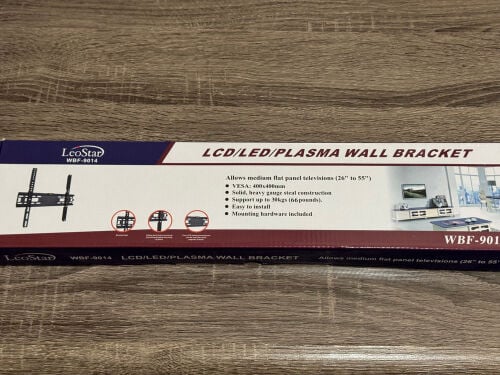 LeoStar
WBF-9014
LCD/LED/PLASMA WALL BRACKET
Allows medium flat panel televisions (26" to 55")
VESA: 400x400mm
Solid, heavy gauge steal construction
Support up to 30kgs (66pounds).
Easy to install
Mounting hardware included
WBF-901
LeoStar WBF-9014 LCD/LED/PLASMA WALL BRACKET Allows medium flat panel televisions (26" to 55"